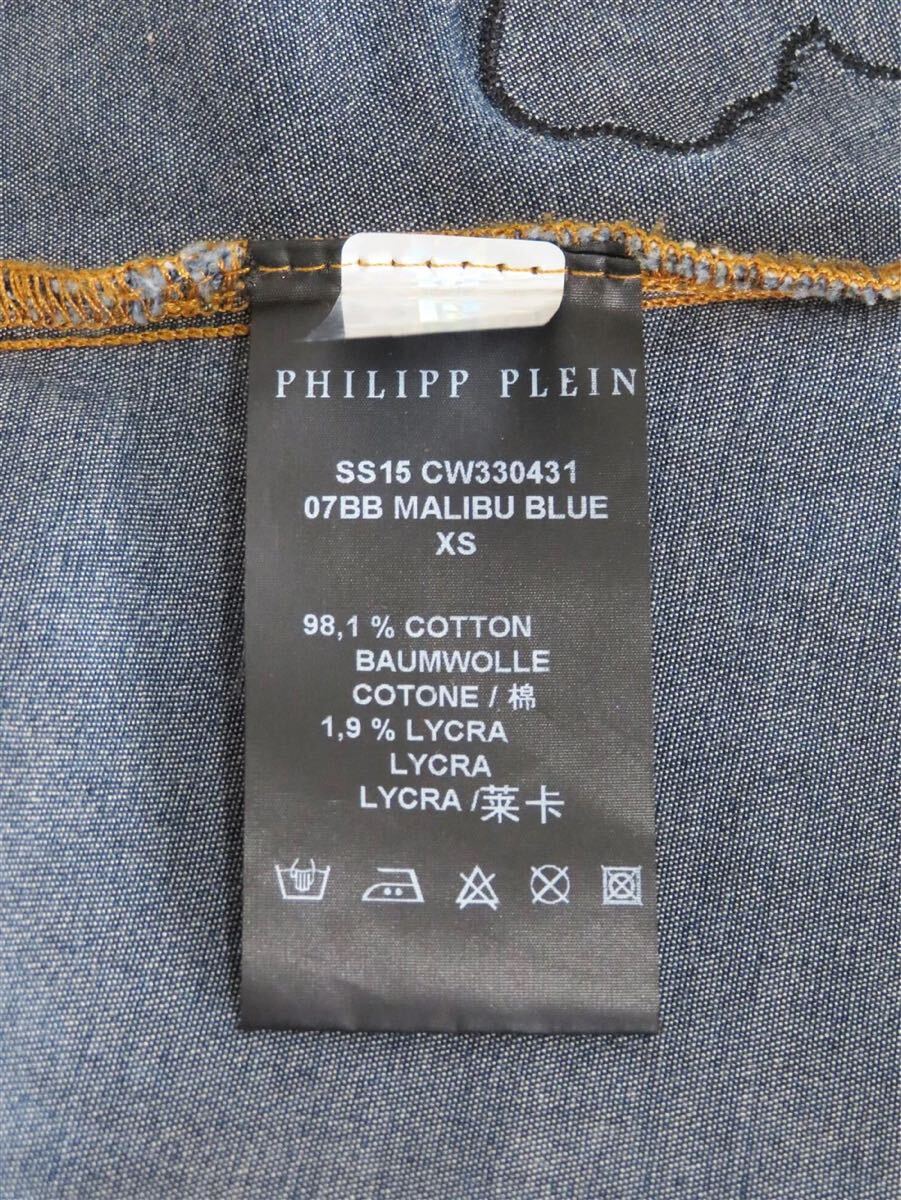 PHILIPP PLEIN
SS15 CW330431
07BB MALIBU BLUE
XS
98,1 % COTTON
BAUMWOLLE
COTONE / 棉
1,9 % LYCRA
LYCRA
LYCRA /莱卡